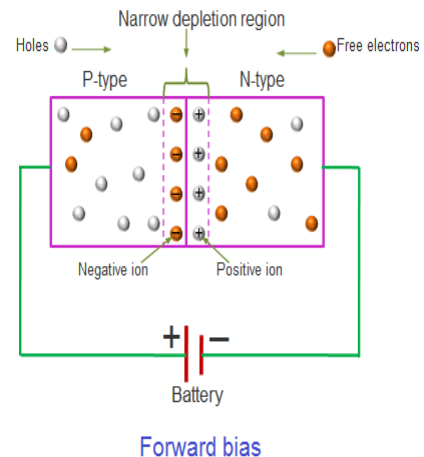 Narrow depletion region
Holes
Free electrons
P-type
N-type
− +
− +
− +
− +
Negative ion
Positive ion
+ −
Battery
Forward bias